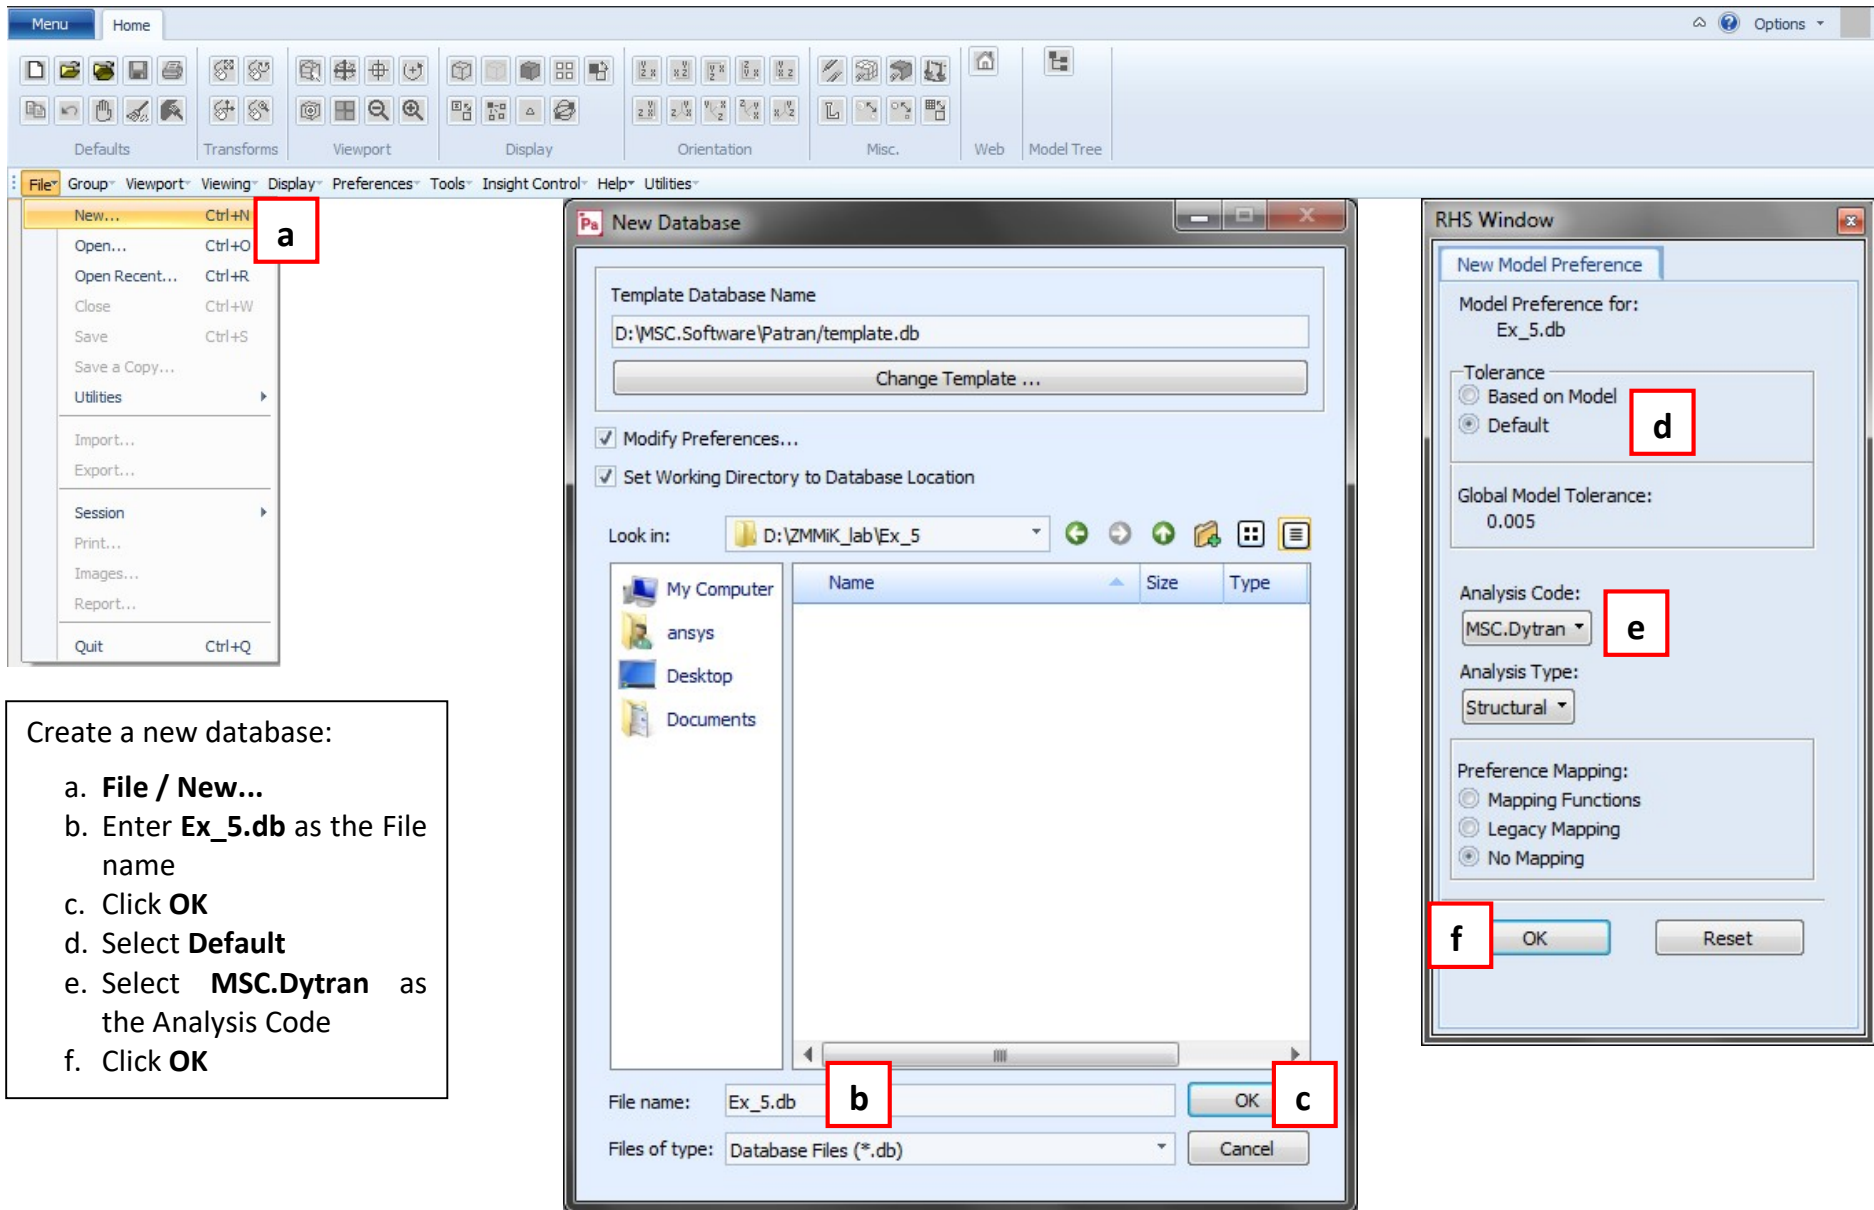 Menu Home Options
Defaults Transforms Viewport Display Orientation Misc. Web Model Tree
File Group Viewport Viewing Display Preferences Tools Insight Control Help Utilities
New... Ctrl+N
a
Open... Ctrl+O
Open Recent... Ctrl+R
Close Ctrl+W
Save Ctrl+S
Save a Copy...
Utilities
Import...
Export...
Session
Print...
Images...
Report...
Quit Ctrl+Q
Create a new database:
a. File / New...
b. Enter Ex_5.db as the File
name
c. Click OK
d. Select Default
e. Select MSC.Dytran as
the Analysis Code
f. Click OK
Pa New Database
Template Database Name
D:\MSC.Software\Patran/template.db
Change Template ...
Modify Preferences...
Set Working Directory to Database Location
Look in: D:\ZMMiK_lab\Ex_5
My Computer
ansys
Desktop
Documents
Name Size Type
File name: Ex_5.db b OK c
Files of type: Database Files (*.db) Cancel
RHS Window
New Model Preference
Model Preference for:
Ex_5.db
Tolerance
Based on Model
Default
d
Global Model Tolerance:
0.005
Analysis Code:
MSC.Dytran e
Analysis Type:
Structural
Preference Mapping:
Mapping Functions
Legacy Mapping
No Mapping
f OK Reset